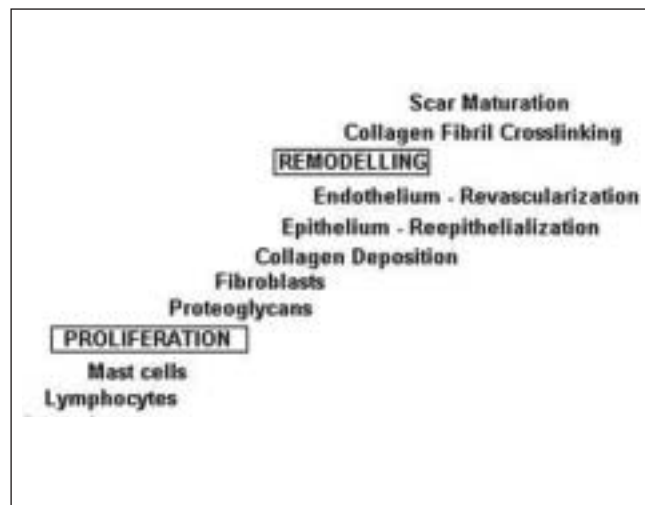 Scar Maturation
Collagen Fibril Crosslinking
REMODELLING
Endothelium - Revascularization
Epithelium - Reepithelialization
Collagen Deposition
Fibroblasts
Proteoglycans
PROLIFERATION
Mast cells
Lymphocytes